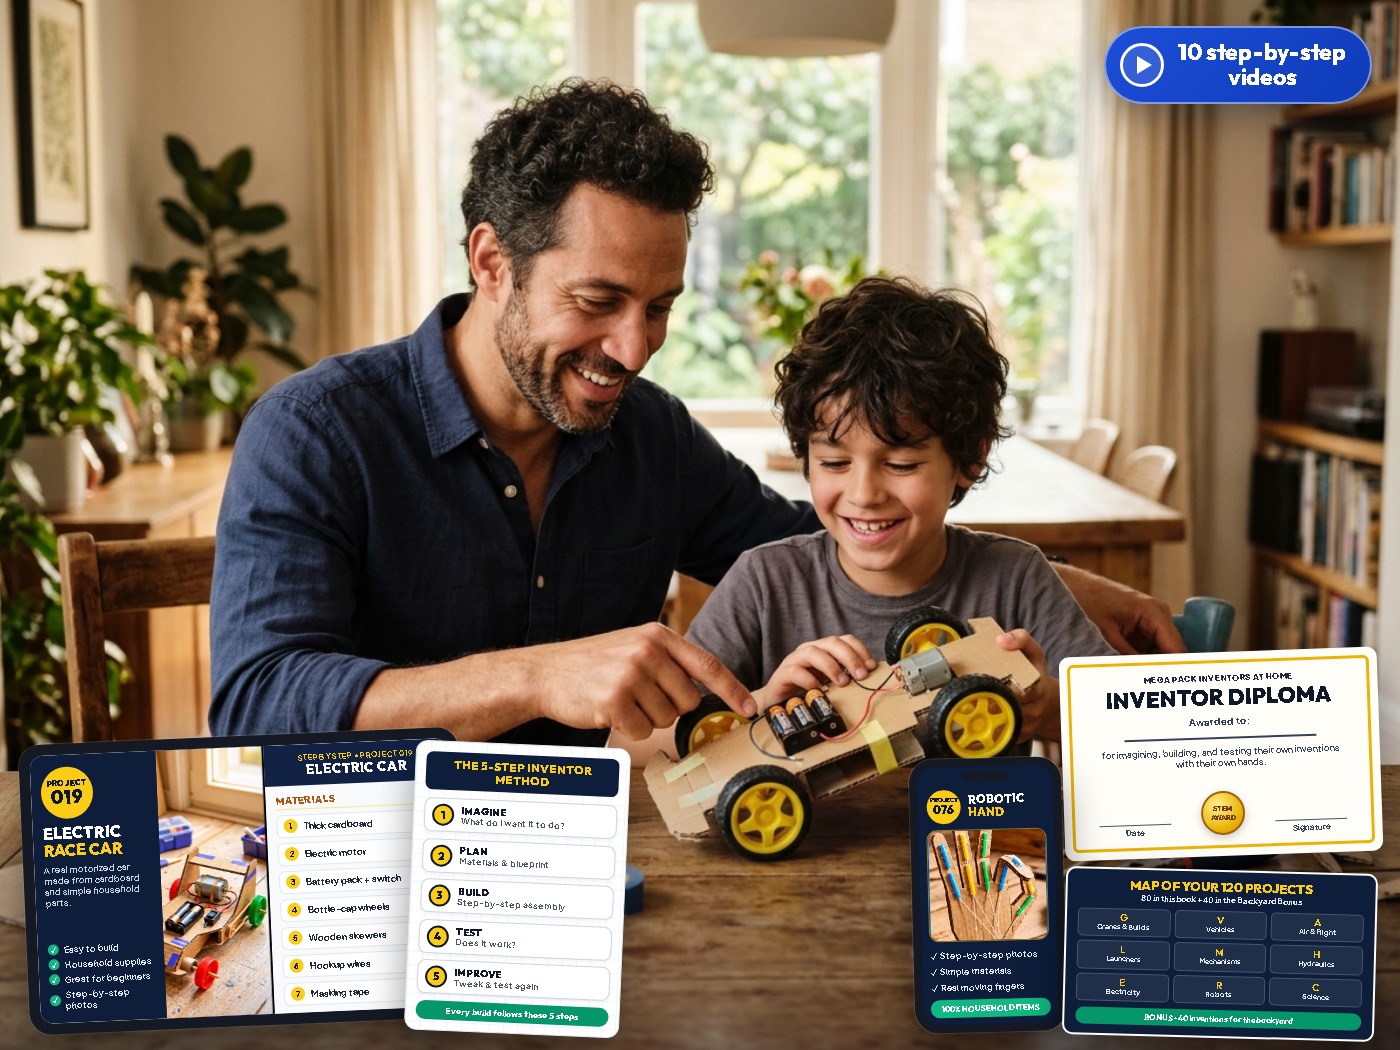 10 step-by-step
videos
PROJECT
019
ELECTRIC
RACE CAR
A real motorized car
made from cardboard
and simple household
parts.
Easy to build
Household supplies
Great for beginners
Step-by-step
photos
STEP BY STEP • PROJECT 019
ELECTRIC CAR
MATERIALS
1 Thick cardboard
2 Electric motor
3 Battery pack + switch
4 Bottle-cap wheels
5 Wooden skewers
6 Hookup wires
7 Masking tape
THE 5-STEP INVENTOR
METHOD
1 IMAGINE
What do I want it to do?
2 PLAN
Materials & blueprint
3 BUILD
Step-by-step assembly
4 TEST
Does it work?
5 IMPROVE
Tweak & test again
Every build follows these 5 steps
PROJECT
076
ROBOTIC
HAND
✓ Step-by-step photos
✓ Simple materials
✓ Real moving fingers
100% HOUSEHOLD ITEMS
MEGA PACK INVENTORS AT HOME
INVENTOR DIPLOMA
Awarded to:
for imagining, building, and testing their own inventions
with their own hands.
STEM
AWARD
Date
Signature
MAP OF YOUR 120 PROJECTS
80 in this book + 40 in the Backyard Bonus
G
Cranes & Builds
V
Vehicles
A
Air & Flight
L
Launchers
M
Mechanisms
H
Hydraulics
E
Electricity
R
Robots
C
Science
BONUS · 40 inventions for the backyard